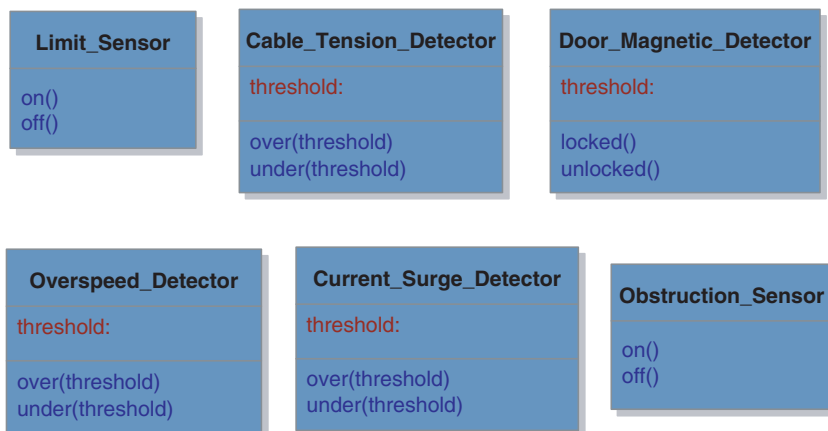 Limit_Sensor
on()
off()
Cable_Tension_Detector
threshold:
over(threshold)
under(threshold)
Door_Magnetic_Detector
threshold:
locked()
unlocked()
Overspeed_Detector
threshold:
over(threshold)
under(threshold)
Current_Surge_Detector
threshold:
over(threshold)
under(threshold)
Obstruction_Sensor
on()
off()